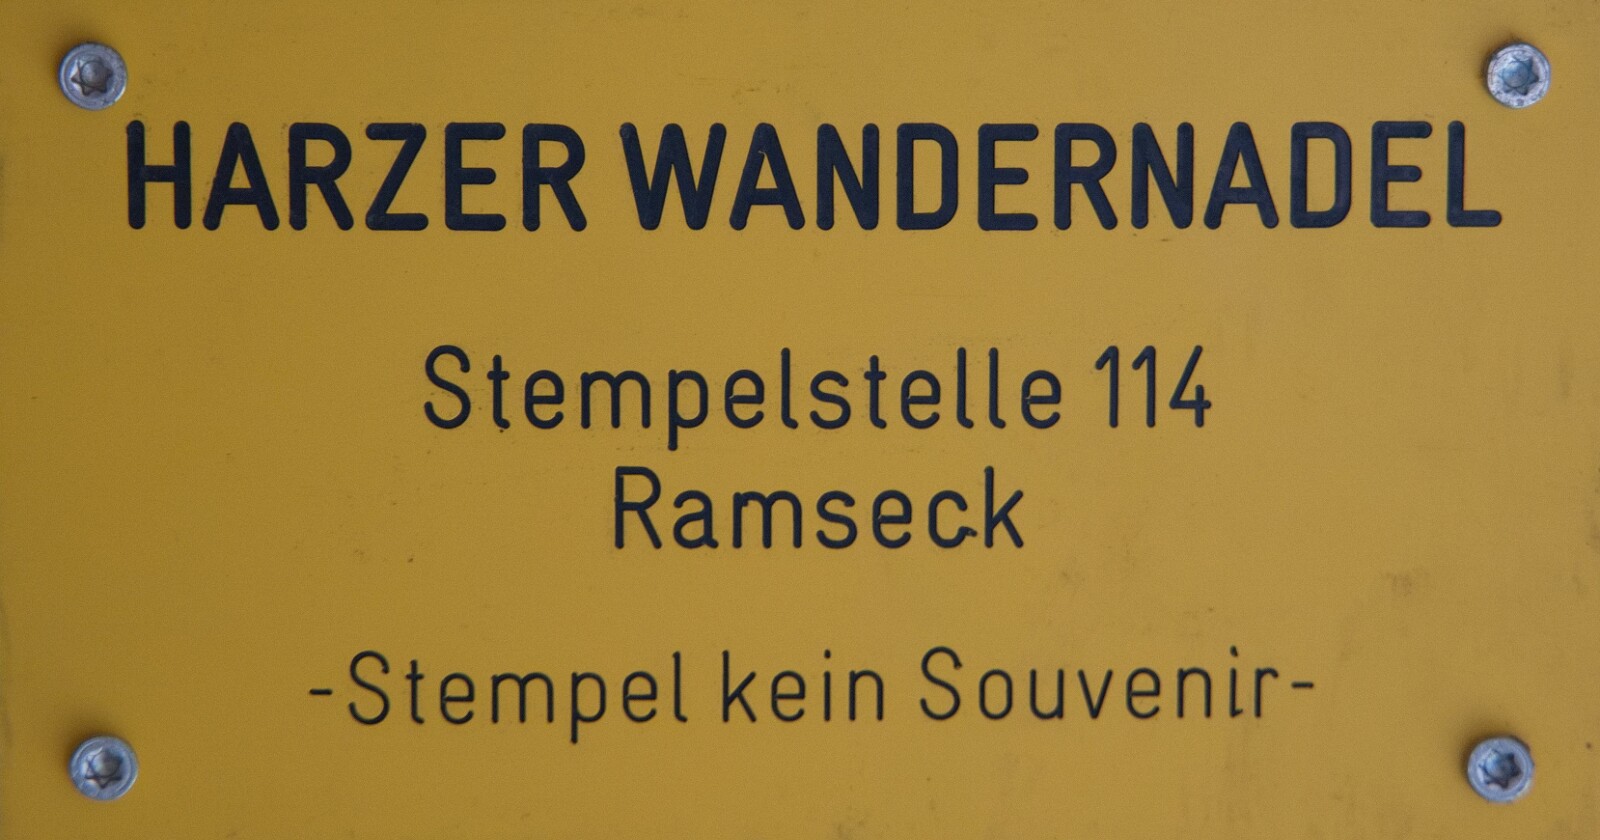 HARZER WANDERNADEL
Stempelstelle 114
Ramseck
-Stempel kein Souvenir-